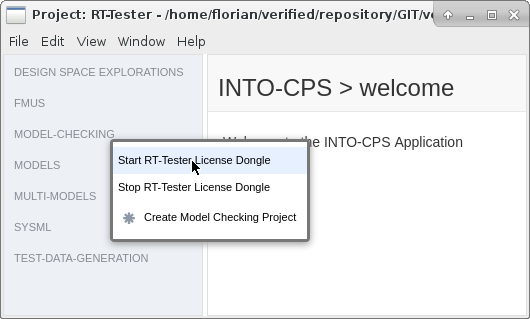 Project: RT-Tester - /home/florian/verified/repository/GIT/
File Edit View Window Help
DESIGN SPACE EXPLORATIONS
FMUS
MODEL-CHECKING
MODELS
MULTI-MODELS
SYSML
TEST-DATA-GENERATION
INTO-CPS > welcome
the INTO-CPS Application
Start RT-Tester License Dongle
Stop RT-Tester License Dongle
Create Model Checking Project